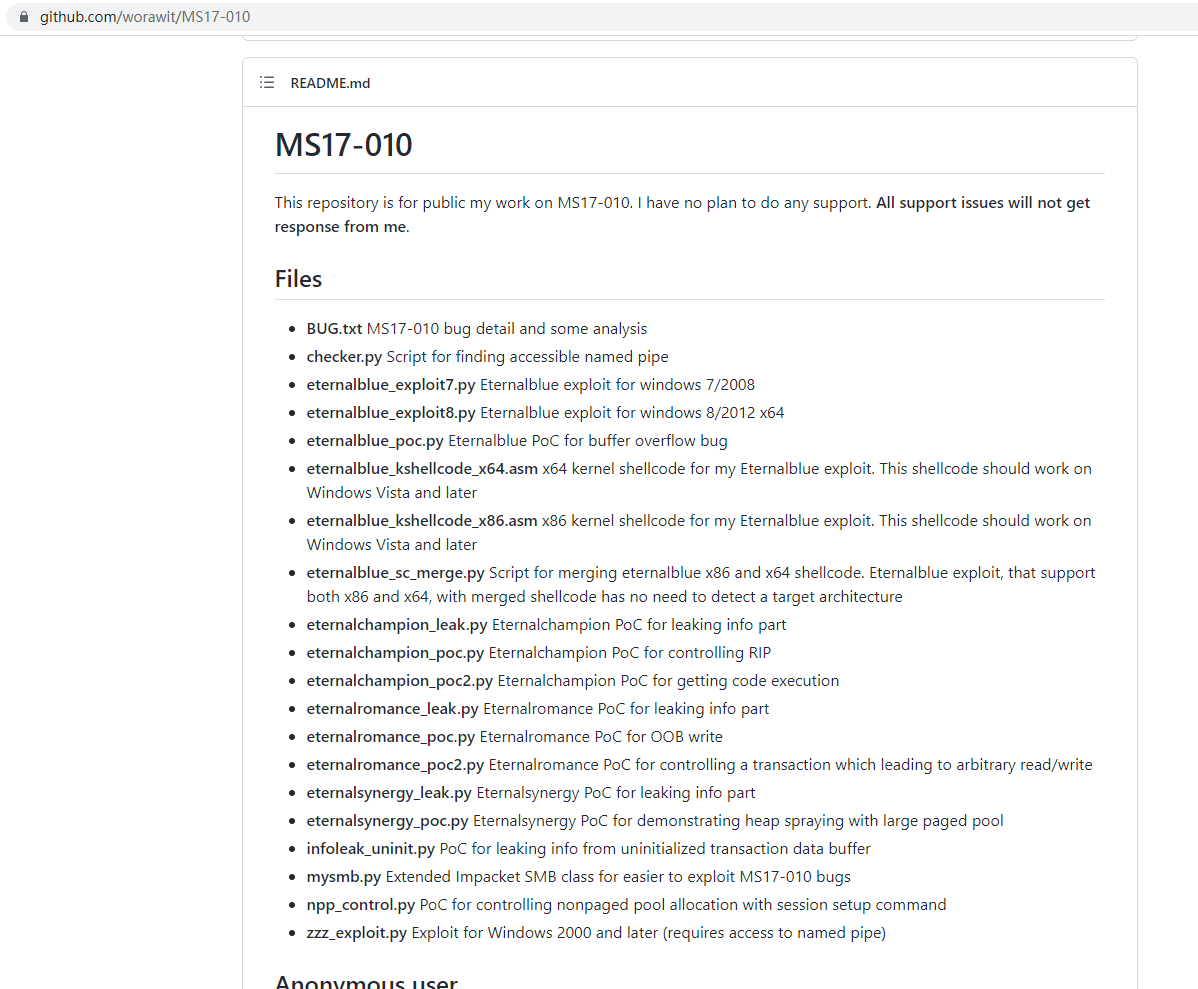 github.com/worawit/MS17-010
README.md
MS17-010
This repository is for public my work on MS17-010. I have no plan to do any support. All support issues will not get
response from me.
Files
• BUG.txt MS17-010 bug detail and some analysis
• checker.py Script for finding accessible named pipe
• eternalblue_exploit7.py Eternalblue exploit for windows 7/2008
• eternalblue_exploit8.py Eternalblue exploit for windows 8/2012 x64
• eternalblue_poc.py Eternalblue PoC for buffer overflow bug
• eternalblue_kshellcode_x64.asm x64 kernel shellcode for my Eternalblue exploit. This shellcode should work on
Windows Vista and later
• eternalblue_kshellcode_x86.asm x86 kernel shellcode for my Eternalblue exploit. This shellcode should work on
Windows Vista and later
• eternalblue_sc_merge.py Script for merging eternalblue x86 and x64 shellcode. Eternalblue exploit, that support
both x86 and x64, with merged shellcode has no need to detect a target architecture
• eternalchampion_leak.py Eternalchampion PoC for leaking info part
• eternalchampion_poc.py Eternalchampion PoC for controlling RIP
• eternalchampion_poc2.py Eternalchampion PoC for getting code execution
• eternalromance_leak.py Eternalromance PoC for leaking info part
• eternalromance_poc.py Eternalromance PoC for OOB write
• eternalromance_poc2.py Eternalromance PoC for controlling a transaction which leading to arbitrary read/write
• eternalsynergy_leak.py Eternalsynergy PoC for leaking info part
• eternalsynergy_poc.py Eternalsynergy PoC for demonstrating heap spraying with large paged pool
• infoleak_uninit.py PoC for leaking info from uninitialized transaction data buffer
• mysmb.py Extended Impacket SMB class for easier to exploit MS17-010 bugs
• npp_control.py PoC for controlling nonpaged pool allocation with session setup command
• zzz_exploit.py Exploit for Windows 2000 and later (requires access to named pipe)
Anonymous user